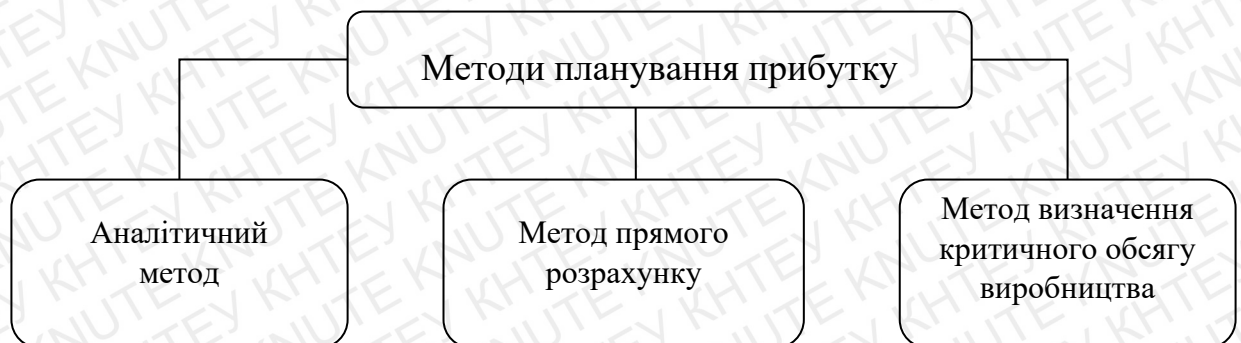 Методи планування прибутку
Аналітичний
метод
Метод прямого
розрахунку
Метод визначення
критичного обсягу
виробництва